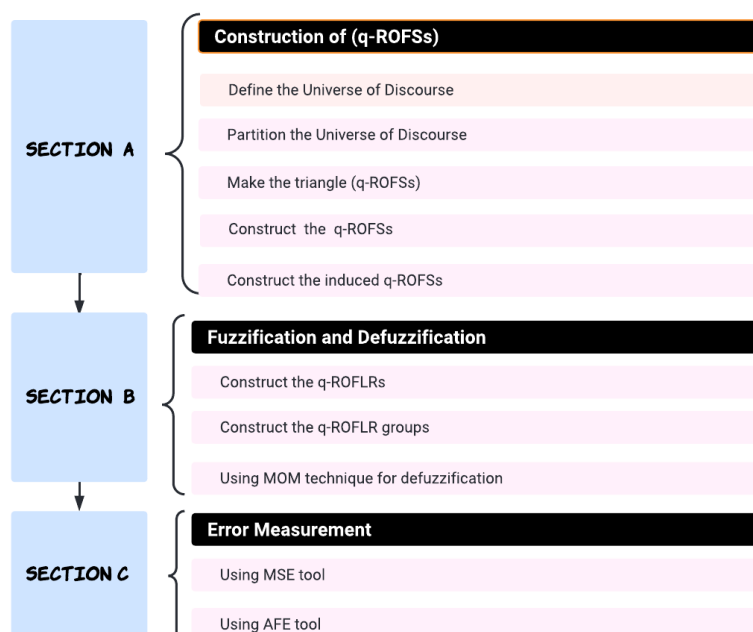 SECTION A
Construction of (q-ROFSs)
Define the Universe of Discourse
Partition the Universe of Discourse
Make the triangle (q-ROFSs)
Construct the q-ROFSs
Construct the induced q-ROFSs
SECTION B
Fuzzification and Defuzzification
Construct the q-ROFLRs
Construct the q-ROFLR groups
Using MOM technique for defuzzification
SECTION C
Error Measurement
Using MSE tool
Using AFE tool